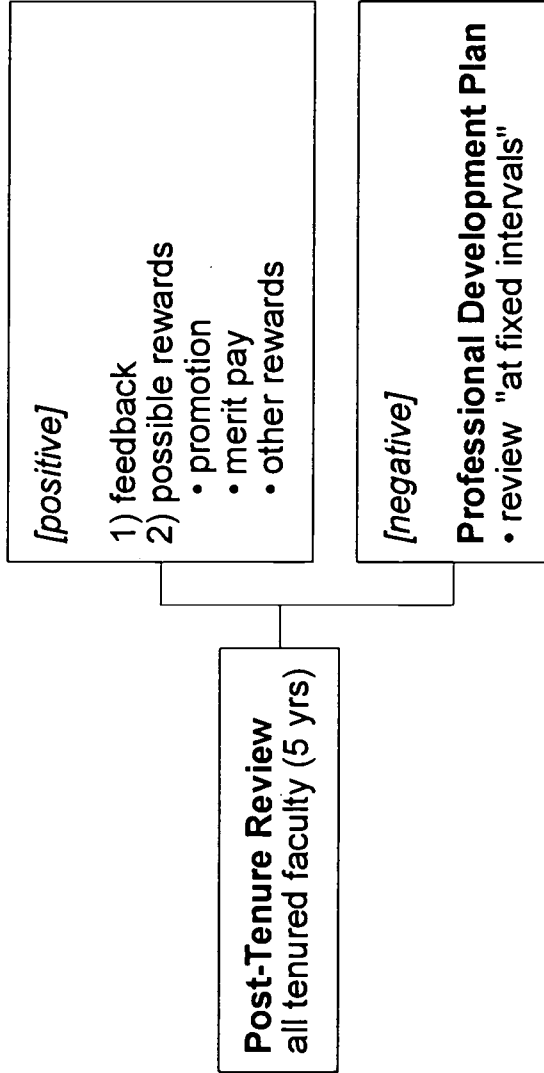 Post-Tenure Review
all tenured faculty (5 yrs)
[positive]
1) feedback
2) possible rewards
• promotion
• merit pay
• other rewards
[negative]
Professional Development Plan
• review "at fixed intervals"